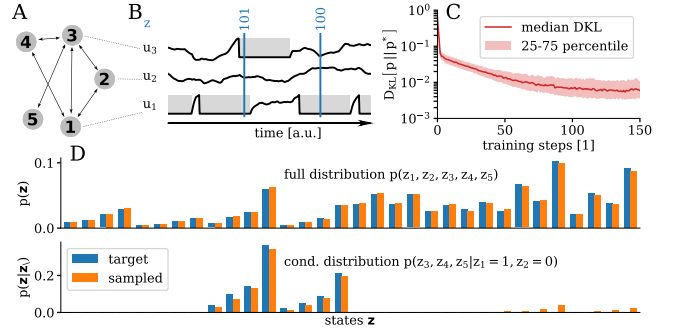 A
4
3
2
5
1
B
z
101
100
u₃
u₂
u₁
time [a.u.]
C
D_KL[p || p*]
10⁰
10⁻¹
10⁻²
10⁻³
median DKL
25-75 percentile
0 50 100 150
training steps [1]
D
p(z)
0.1
0.0
full distribution p(z₁, z₂, z₃, z₄, z₅)
p(z|z\)
0.2
0.0
target
sampled
cond. distribution p(z₃, z₄, z₅|z₁ = 1, z₂ = 0)
states z